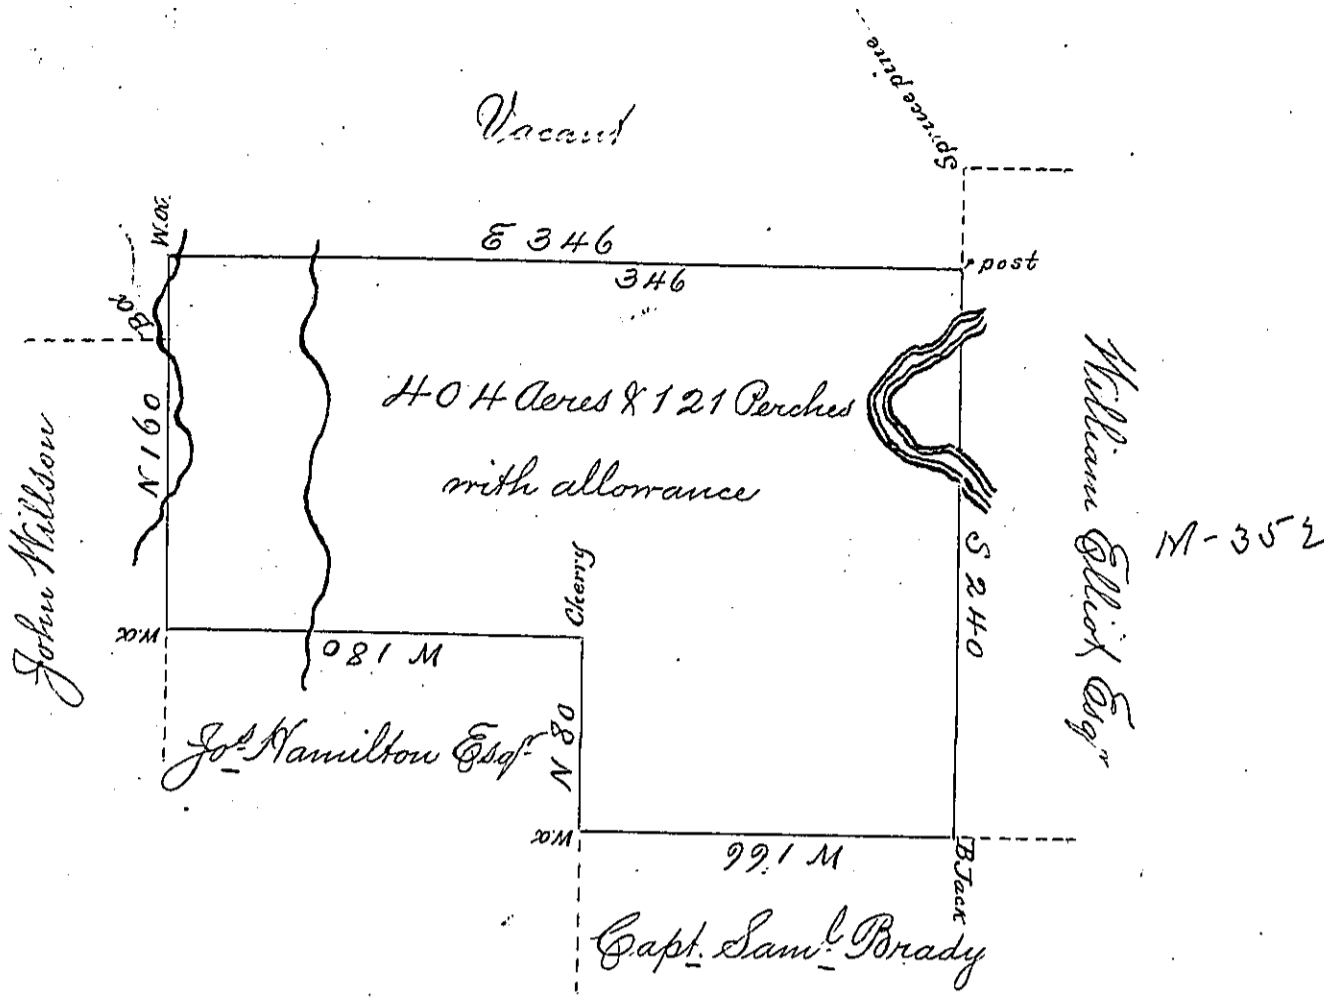 Spruce pine
Vacant
W.O.
E 346
346
post
Bo
404 Acres & 121 Perches
with allowance
John Willson
N 160
William Elliot Esqr
M-352
S 240
Cherry
W.O.
W 180
Jos Hamilton Esqr
N 80
W.O.
W 166
B Jack
Capt. Saml Brady